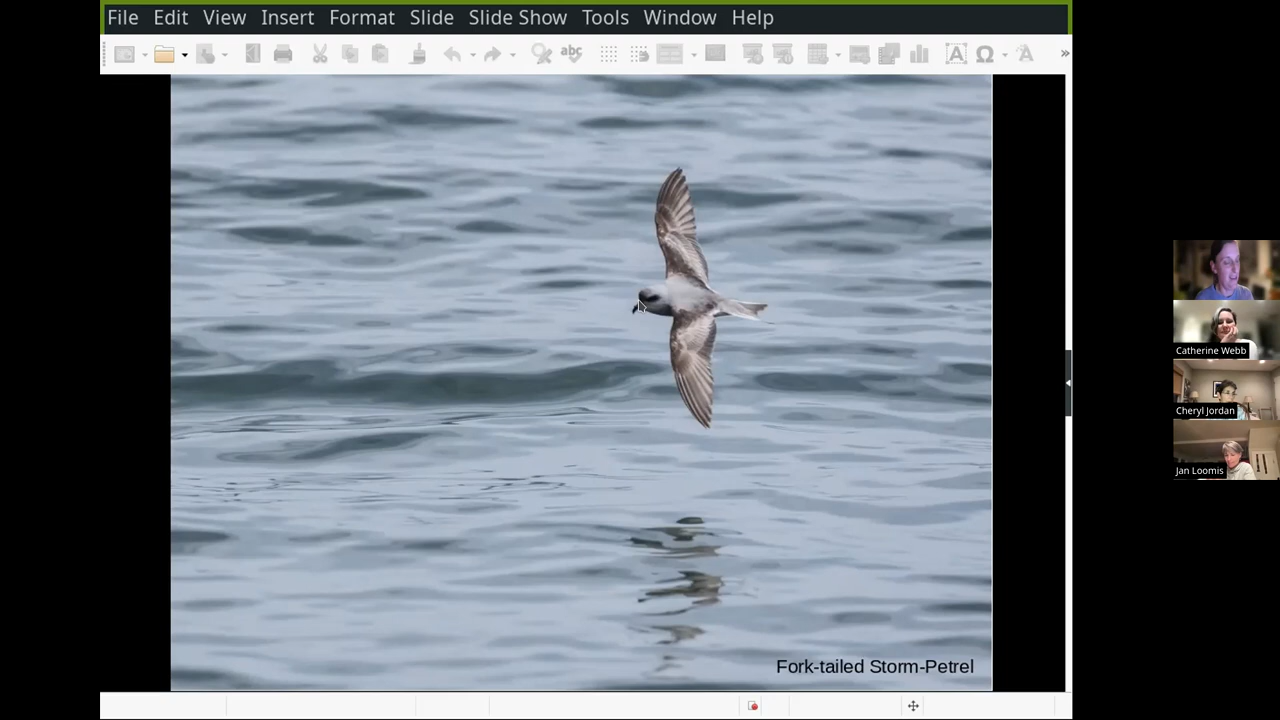 File Edit View Insert Format Slide Slide Show Tools Window Help
abc
Fork-tailed Storm-Petrel
Catherine Webb
Cheryl Jordan
Jan Loomis